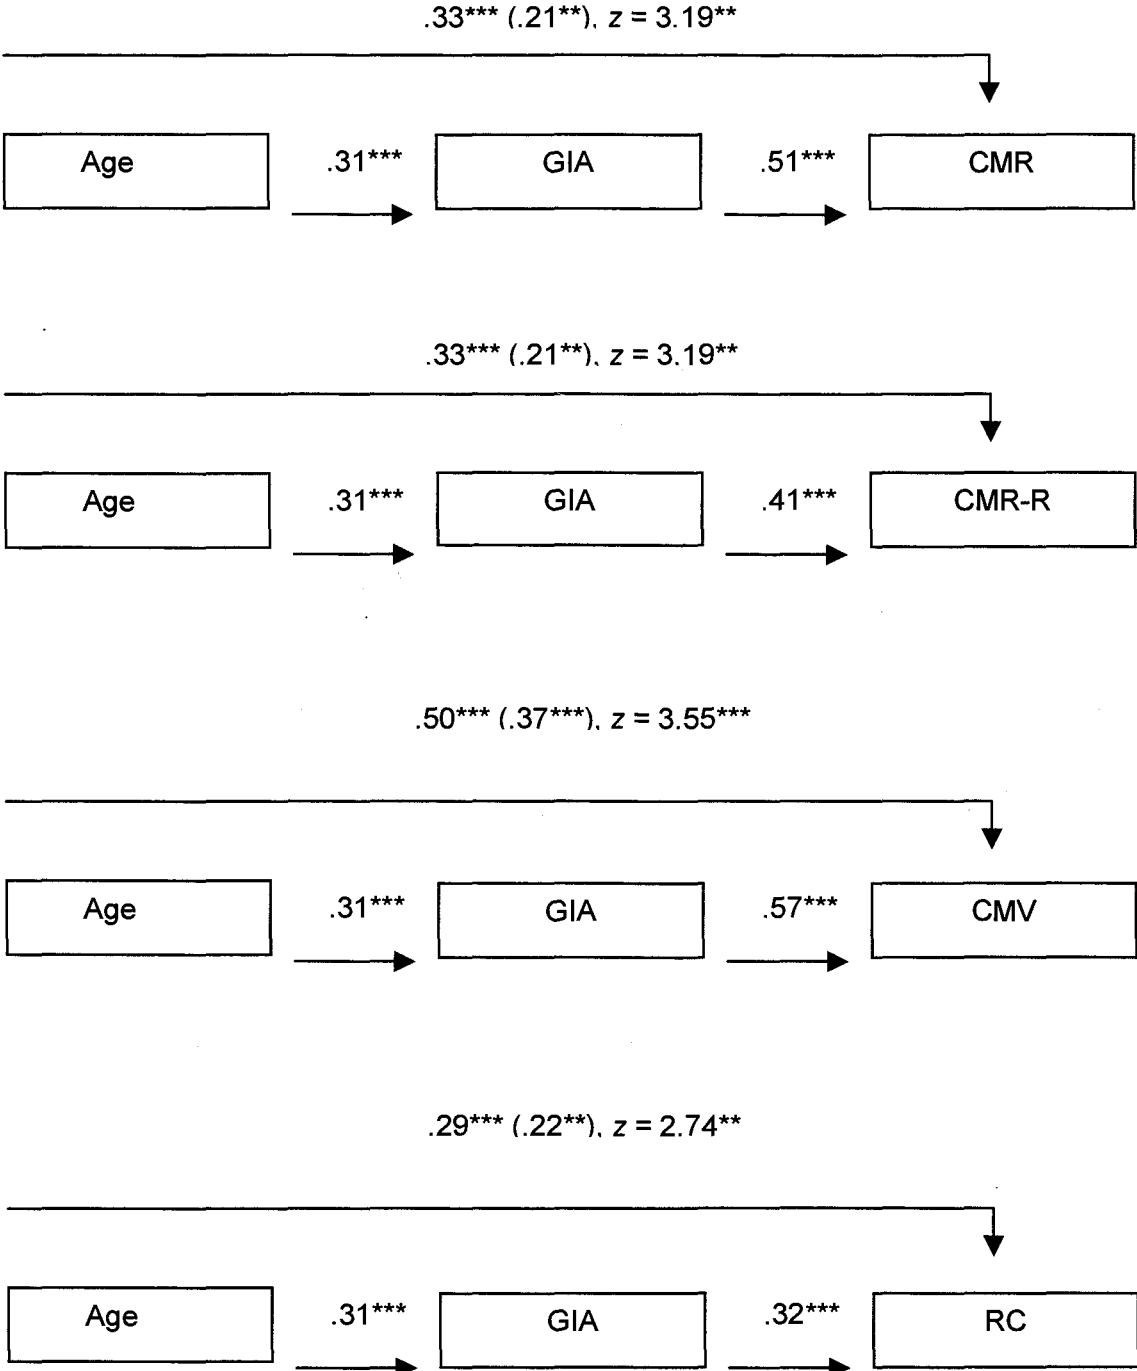 .33*** (.21**), z = 3.19**
Age .31*** GIA .51*** CMR
.33*** (.21**), z = 3.19**
Age .31*** GIA .41*** CMR-R
.50*** (.37***), z = 3.55***
Age .31*** GIA .57*** CMV
.29*** (.22**), z = 2.74**
Age .31*** GIA .32*** RC